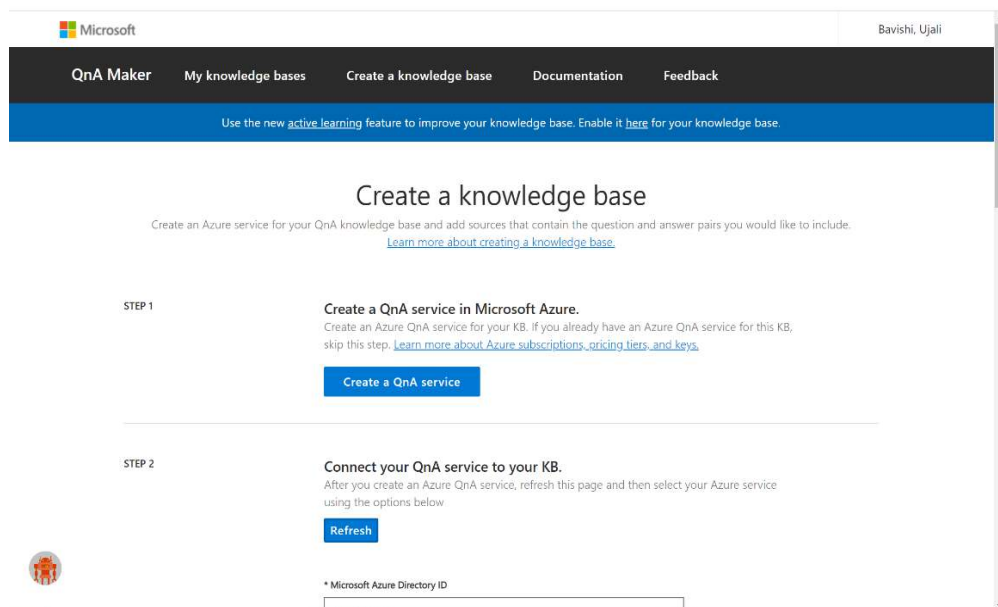 Microsoft
Bavishi, Ujali
QnA Maker My knowledge bases Create a knowledge base Documentation Feedback
Use the new active learning feature to improve your knowledge base. Enable it here for your knowledge base.
Create a knowledge base
Create an Azure service for your QnA knowledge base and add sources that contain the question and answer pairs you would like to include.
Learn more about creating a knowledge base.
STEP 1
Create a QnA service in Microsoft Azure.
Create an Azure QnA service for your KB. If you already have an Azure QnA service for this KB,
skip this step. Learn more about Azure subscriptions, pricing tiers, and keys.
Create a QnA service
STEP 2
Connect your QnA service to your KB.
After you create an Azure QnA service, refresh this page and then select your Azure service
using the options below
Refresh
* Microsoft Azure Directory ID